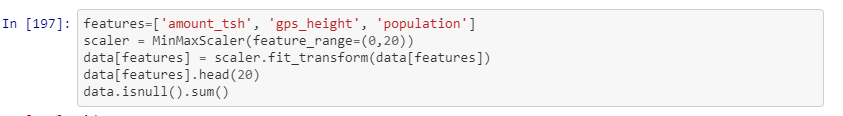 In [197]: features=['amount_tsh', 'gps_height', 'population']
scaler = MinMaxScaler(feature_range=(0,20))
data[features] = scaler.fit_transform(data[features])
data[features].head(20)
data.isnull().sum()